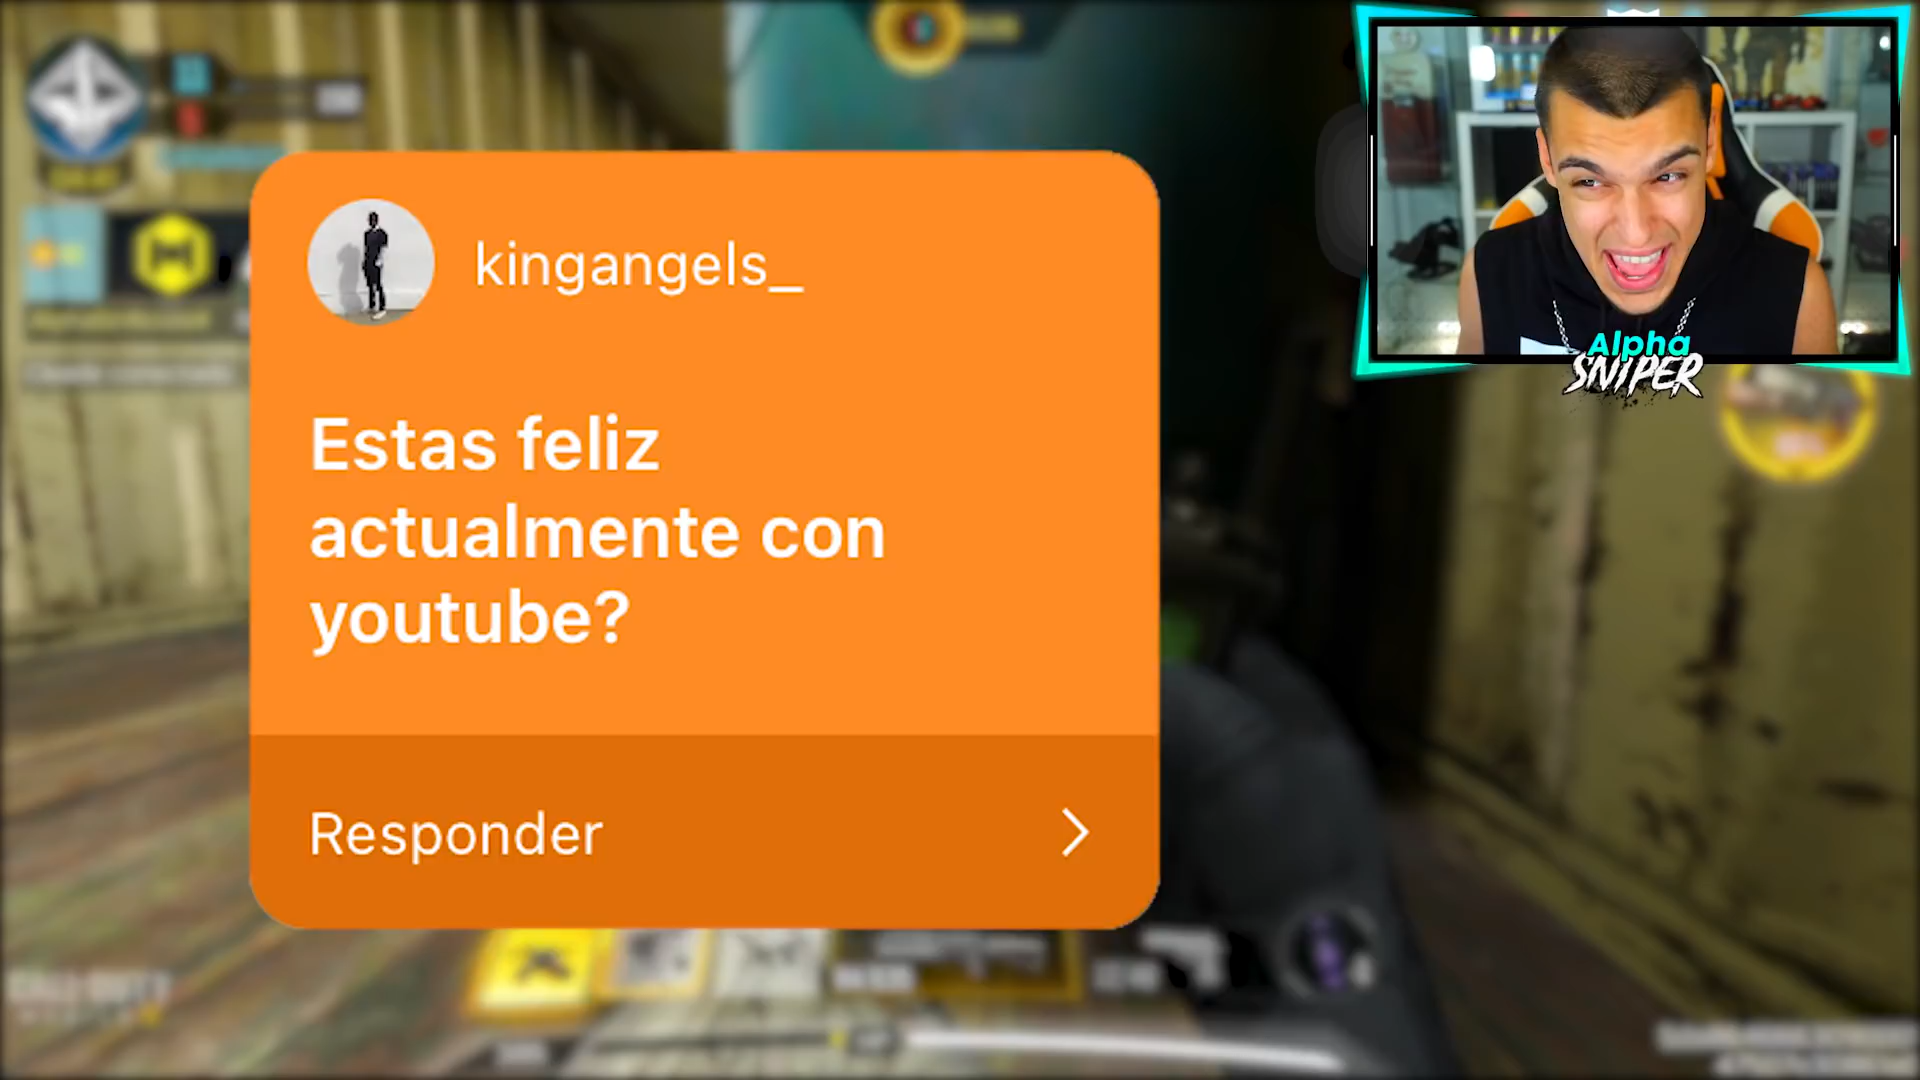 kingangels_
Estas feliz
actualmente con
youtube?
Responder
Alpha
SNIPER